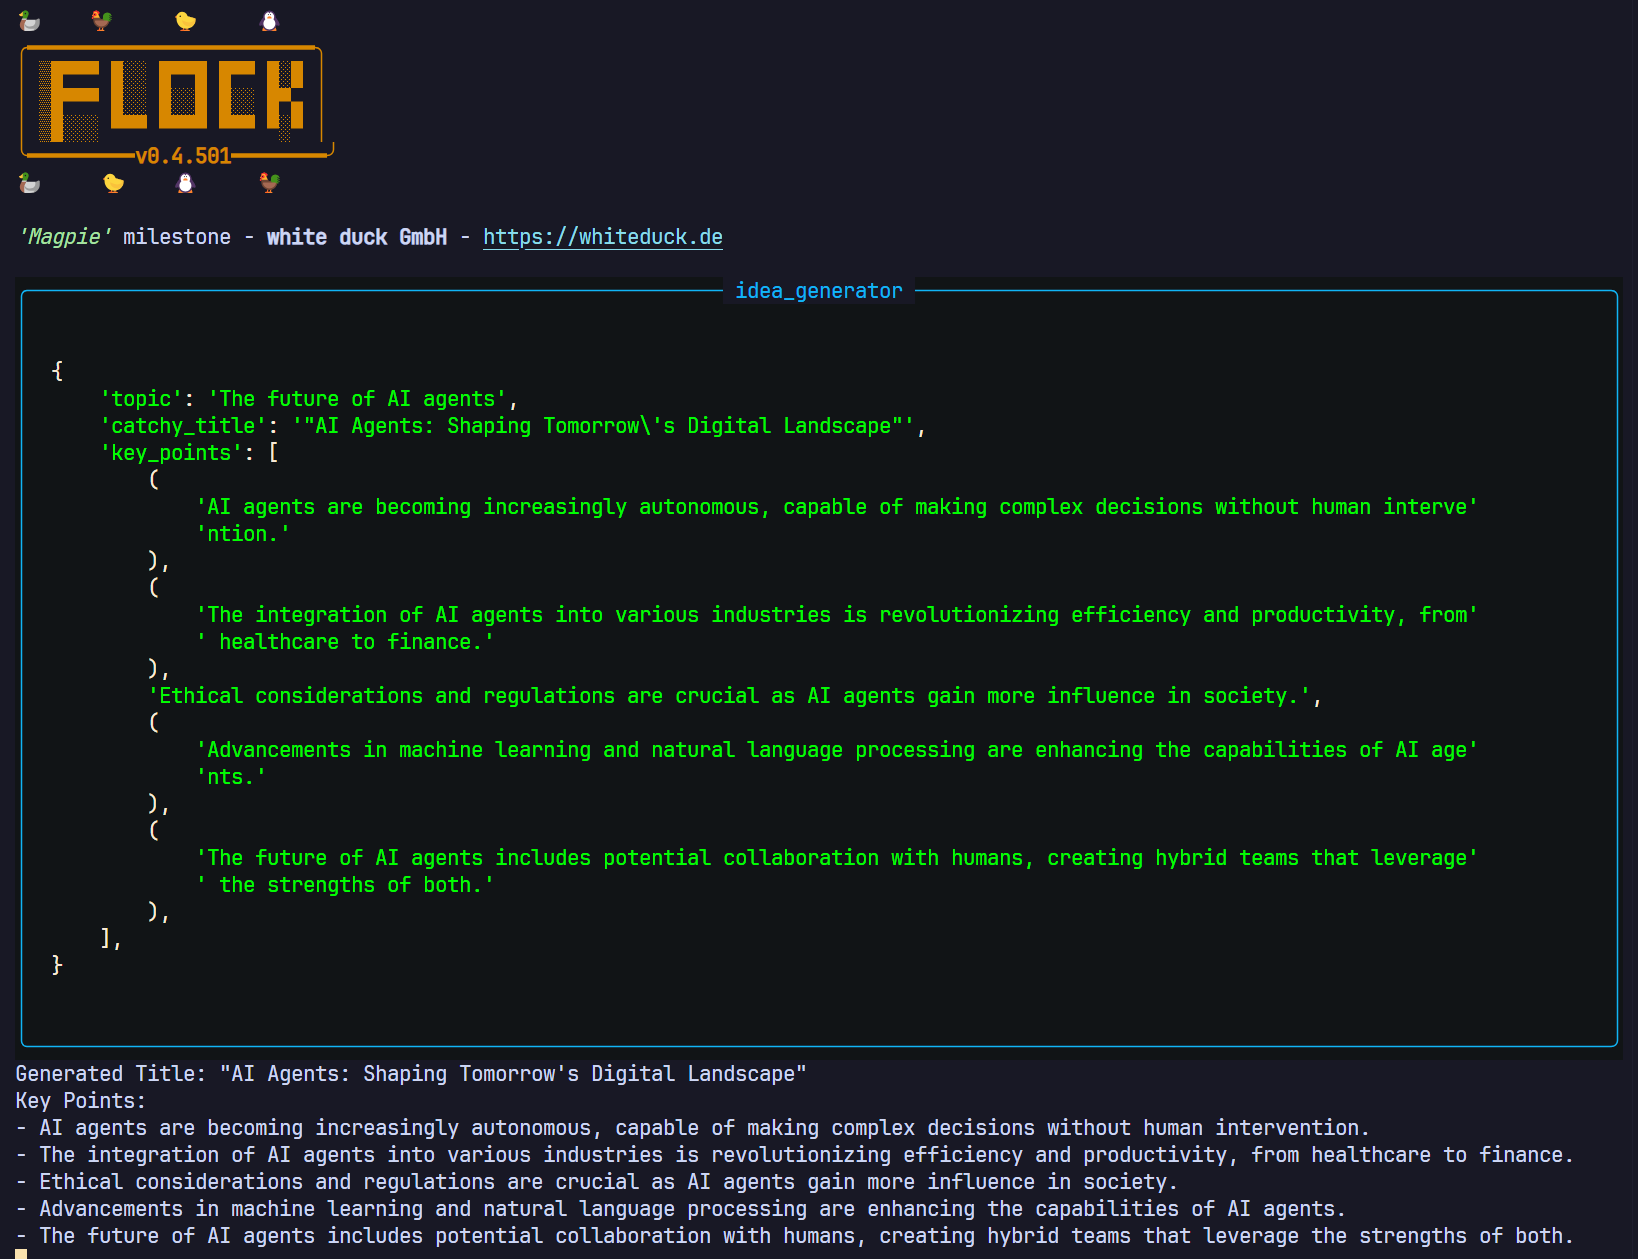 FLOCK
v0.4.501
'Magpie' milestone - white duck GmbH - https://whiteduck.de
idea_generator
{
    'topic': 'The future of AI agents',
    'catchy_title': '"AI Agents: Shaping Tomorrow\'s Digital Landscape"',
    'key_points': [
        (
            'AI agents are becoming increasingly autonomous, capable of making complex decisions without human interve'
            'ntion.'
        ),
        (
            'The integration of AI agents into various industries is revolutionizing efficiency and productivity, from'
            ' healthcare to finance.'
        ),
        'Ethical considerations and regulations are crucial as AI agents gain more influence in society.',
        (
            'Advancements in machine learning and natural language processing are enhancing the capabilities of AI age'
            'nts.'
        ),
        (
            'The future of AI agents includes potential collaboration with humans, creating hybrid teams that leverage'
            ' the strengths of both.'
        ),
    ],
}
Generated Title: "AI Agents: Shaping Tomorrow's Digital Landscape"
Key Points:
- AI agents are becoming increasingly autonomous, capable of making complex decisions without human intervention.
- The integration of AI agents into various industries is revolutionizing efficiency and productivity, from healthcare to finance.
- Ethical considerations and regulations are crucial as AI agents gain more influence in society.
- Advancements in machine learning and natural language processing are enhancing the capabilities of AI agents.
- The future of AI agents includes potential collaboration with humans, creating hybrid teams that leverage the strengths of both.